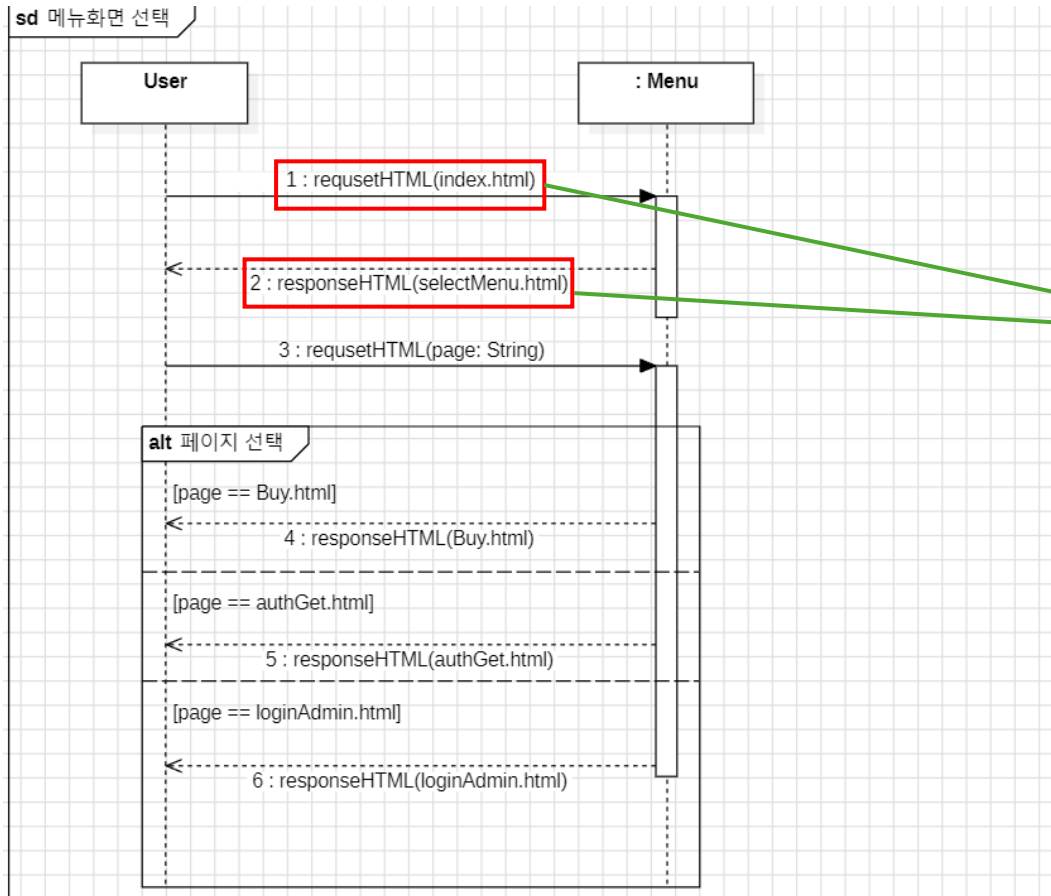 sd 메뉴화면 선택
User
: Menu
1 : requsetHTML(index.html)
2 : responseHTML(selectMenu.html)
3 : requsetHTML(page: String)
alt 페이지 선택
[page == Buy.html]
4 : responseHTML(Buy.html)
[page == authGet.html]
5 : responseHTML(authGet.html)
[page == loginAdmin.html]
6 : responseHTML(loginAdmin.html)